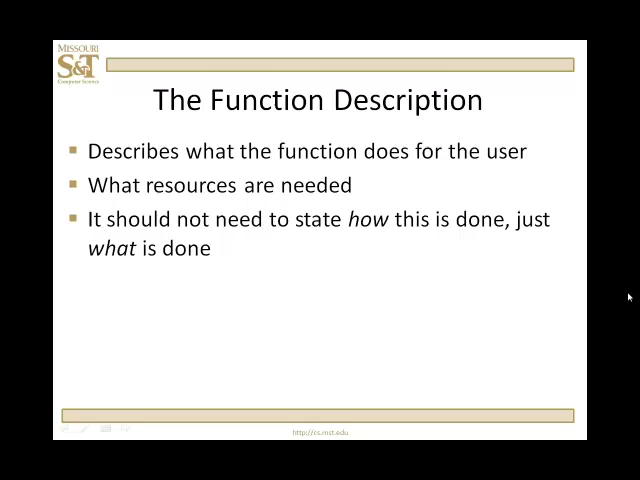 MISSOURI
S&T
Computer Science
The Function Description
Describes what the function does for the user
What resources are needed
It should not need to state how this is done, just
what is done
http://cs.mst.edu